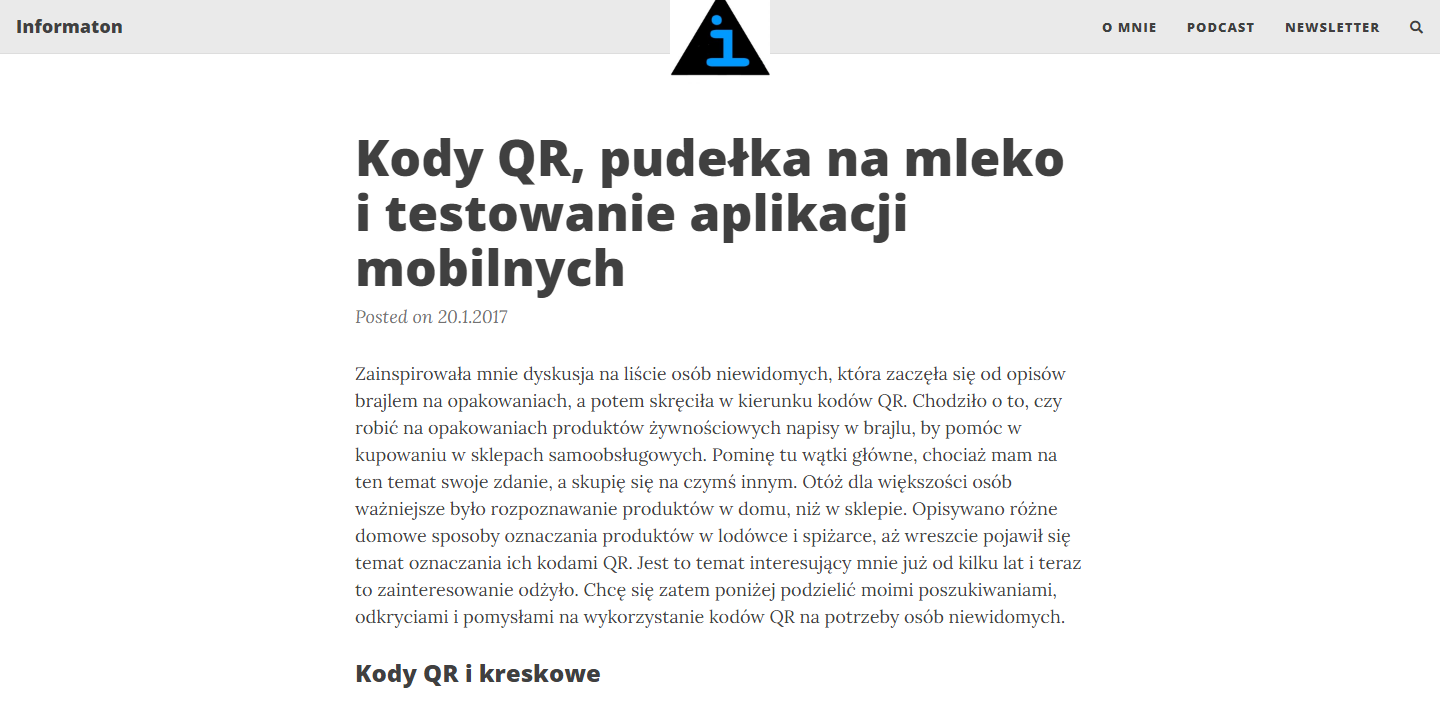 Informaton
i
O MNIE
PODCAST
NEWSLETTER
Kody QR, pudełka na mleko
i testowanie aplikacji
mobilnych
Posted on 20.1.2017
Zainspirowała mnie dyskusja na liście osób niewidomych, która zaczęła się od opisów
brajlem na opakowaniach, a potem skręciła w kierunku kodów QR. Chodziło o to, czy
robić na opakowaniach produktów żywnościowych napisy w brajlu, by pomóc w
kupowaniu w sklepach samoobsługowych. Pominę tu wątki główne, chociaż mam na
ten temat swoje zdanie, a skupię się na czymś innym. Otóż dla większości osób
ważniejsze było rozpoznawanie produktów w domu, niż w sklepie. Opisywano różne
domowe sposoby oznaczania produktów w lodówce i spiżarce, aż wreszcie pojawił się
temat oznaczania ich kodami QR. Jest to temat interesujący mnie już od kilku lat i teraz
to zainteresowanie odżyło. Chcę się zatem poniżej podzielić moimi poszukiwaniami,
odkryciami i pomysłami na wykorzystanie kodów QR na potrzeby osób niewidomych.
Kody QR i kreskowe